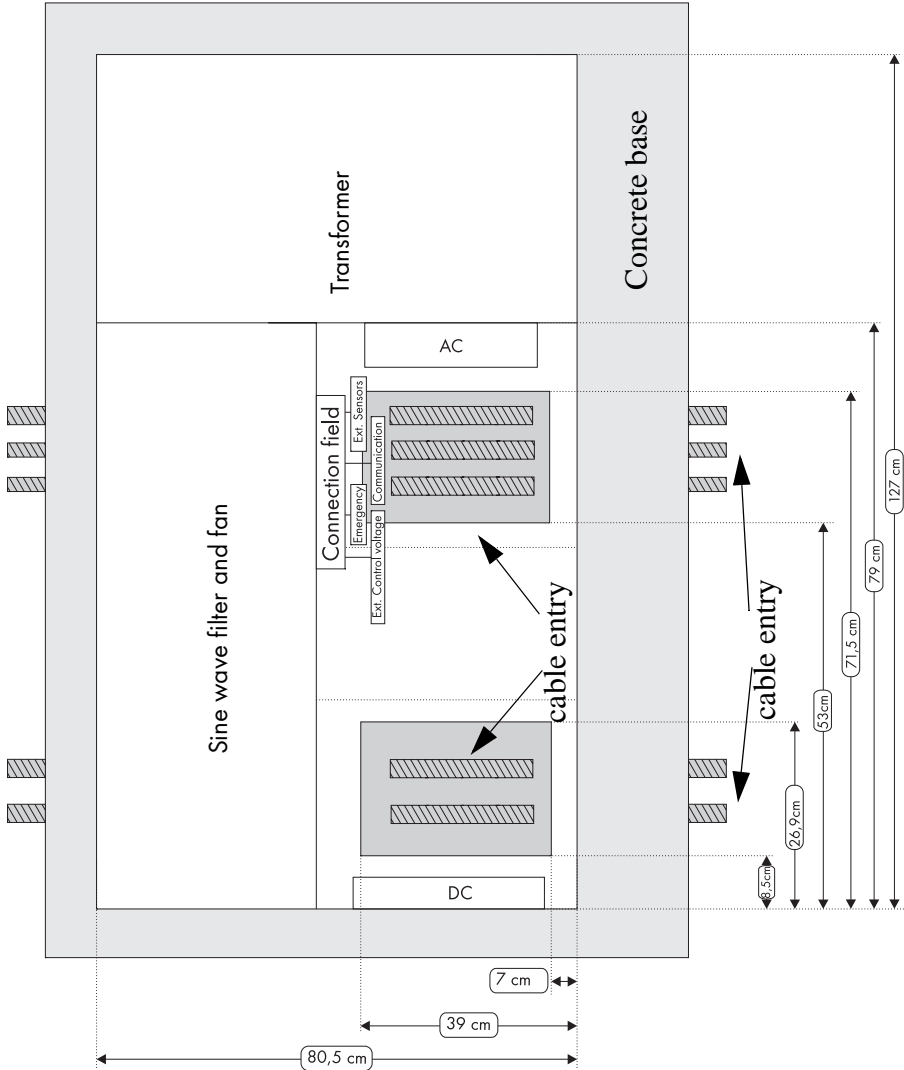 Transformer
Concrete base
AC
Ext. Sensors
Connection field
Communication
Emergency
Ext. Control voltage
Sine wave filter and fan
cable entry
cable entry
DC
127 cm
79 cm
71,5 cm
53cm
26,9cm
8,5cm
7 cm
39 cm
80,5 cm